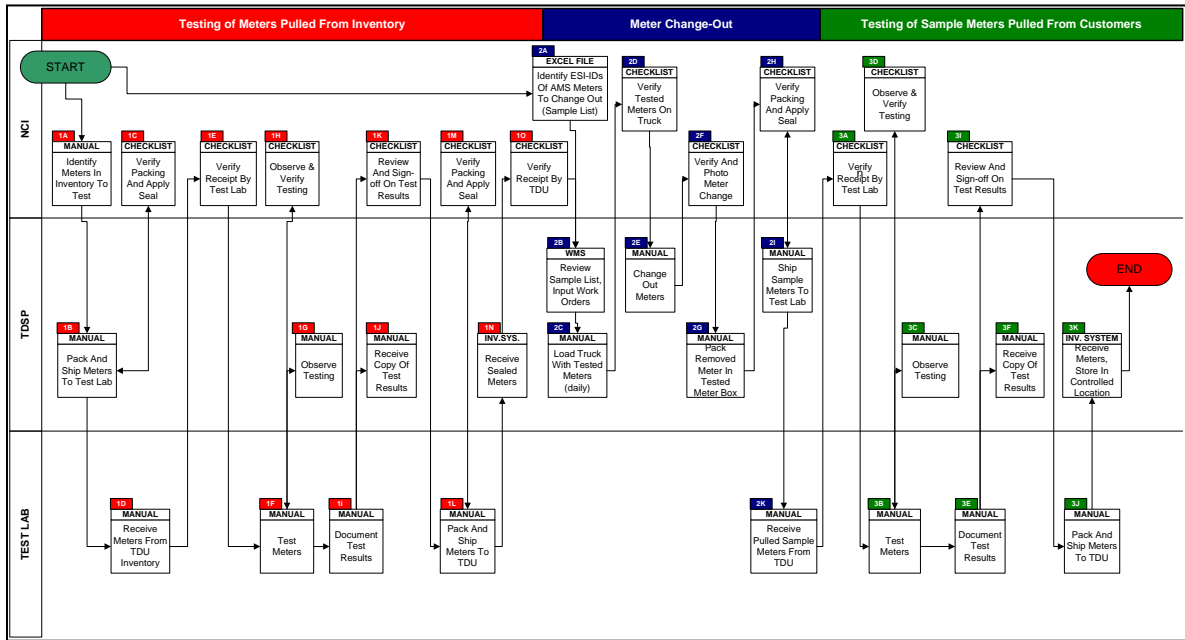 Testing of Meters Pulled From Inventory
Meter Change-Out
Testing of Sample Meters Pulled From Customers
NCI
START
1A
MANUAL
Identify
Meters In
Inventory To
Test
1C
CHECKLIST
Verify
Packing
And Apply
Seal
1E
CHECKLIST
Verify
Receipt By
Test Lab
1H
CHECKLIST
Observe &
Verify
Testing
1K
CHECKLIST
Review
And Sign-
off On Test
Results
1M
CHECKLIST
Verify
Packing
And Apply
Seal
1O
CHECKLIST
Verify
Receipt By
TDU
2A
EXCEL FILE
Identify ESI-IDs
Of AMS Meters
To Change Out
(Sample List)
2D
CHECKLIST
Verify
Tested
Meters On
Truck
2F
CHECKLIST
Verify And
Photo
Meter
Change
2H
CHECKLIST
Verify
Packing
And Apply
Seal
3A
CHECKLIST
Verify
n
Receipt By
Test Lab
3D
CHECKLIST
Observe &
Verify
Testing
3I
CHECKLIST
Review And
Sign-off On
Test Results
TDSP
1B
MANUAL
Pack And
Ship Meters
To Test Lab
1G
MANUAL
Observe
Testing
1J
MANUAL
Receive
Copy Of
Test
Results
1N
INV.SYS.
Receive
Sealed
Meters
2B
WMS
Review
Sample List,
Input Work
Orders
2C
MANUAL
Load Truck
With Tested
Meters
(daily)
2E
MANUAL
Change
Out
Meters
2G
MANUAL
Pack
Removed
Meter In
Tested
Meter Box
2I
MANUAL
Ship
Sample
Meters To
Test Lab
3C
MANUAL
Observe
Testing
3F
MANUAL
Receive
Copy Of
Test
Results
3K
INV. SYSTEM
Receive
Meters,
Store In
Controlled
Location
END
TEST LAB
1D
MANUAL
Receive
Meters From
TDU
Inventory
1F
MANUAL
Test
Meters
1i
MANUAL
Document
Test
Results
1L
MANUAL
Pack And
Ship
Meters To
TDU
2K
MANUAL
Receive
Pulled Sample
Meters From
TDU
3B
MANUAL
Test
Meters
3E
MANUAL
Document
Test
Results
3J
MANUAL
Pack And
Ship Meters
To TDU